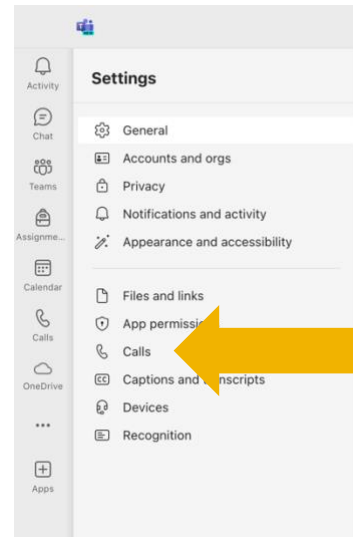 Activity
Chat
Teams
Assignme...
Calendar
Calls
OneDrive
Apps
Settings
General
Accounts and orgs
Privacy
Notifications and activity
Appearance and accessibility
Files and links
App
Calls
Captions and
Devices
Recognition